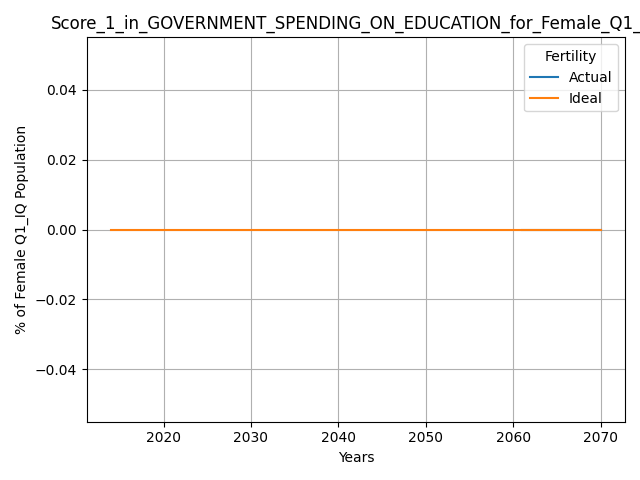 Score_1_in_GOVERNMENT_SPENDING_ON_EDUCATION_for_Female_Q1_
Fertility
Actual
Ideal
0.04
0.02
0.00
−0.02
−0.04
% of Female Q1_IQ Population
2020 2030 2040 2050 2060 2070
Years